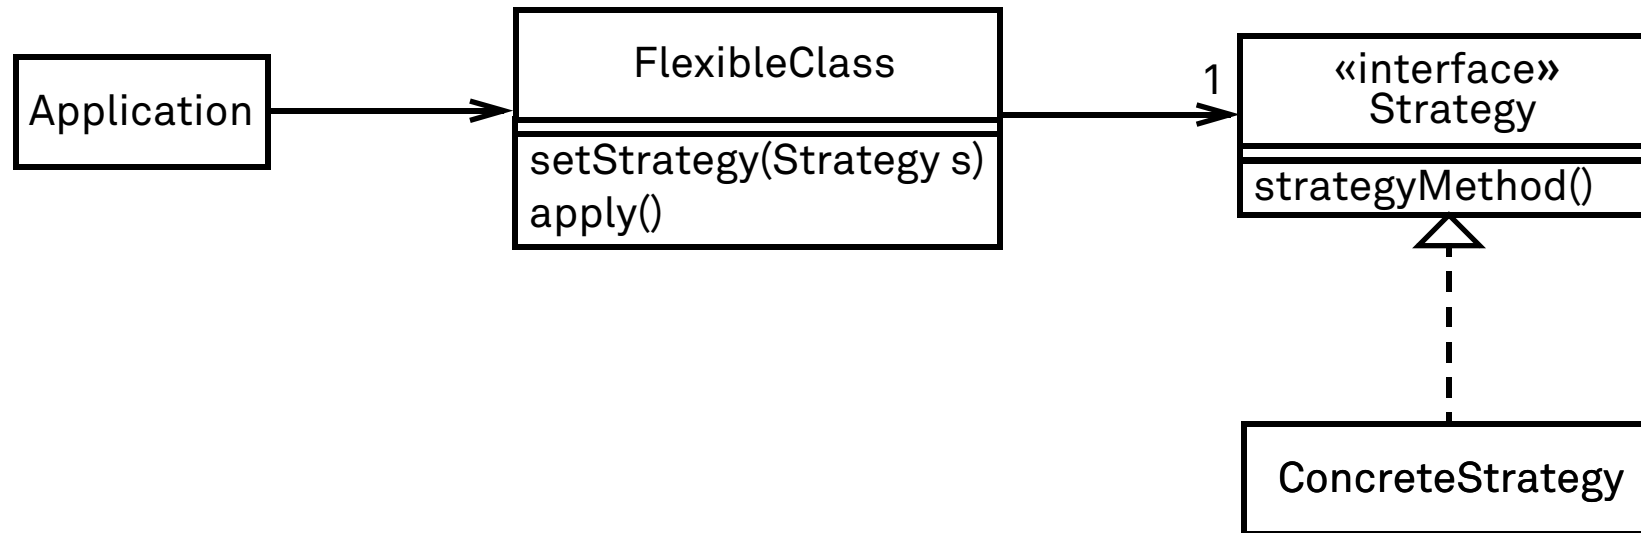 Application
FlexibleClass
setStrategy(Strategy s)
apply()
1
«interface»
Strategy
strategyMethod()
ConcreteStrategy